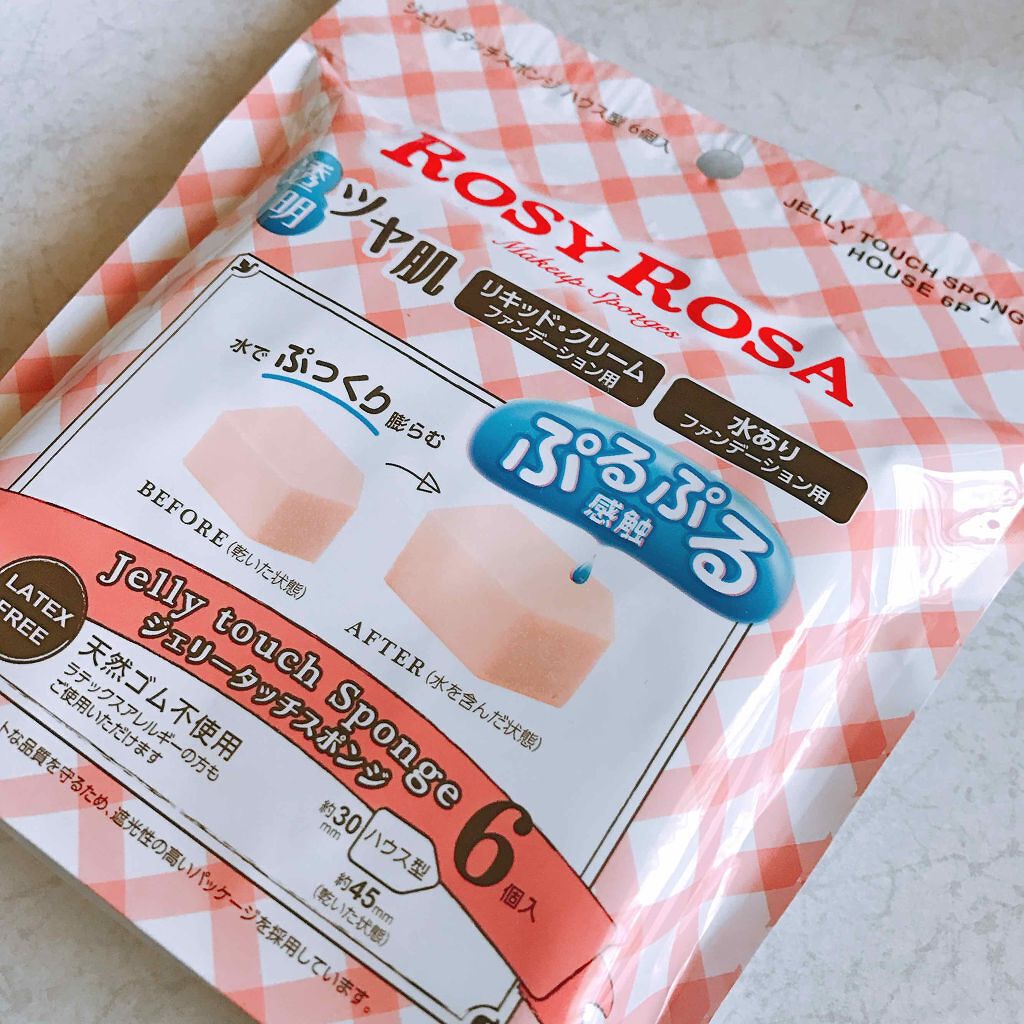 ジェリータッチスポンジ ハウス型 6個入
JELLY TOUCH SPONG
- HOUSE 6P -
ROSY ROSA
Makeup Sponges
透明
ツヤ肌
リキッド・クリーム
ファンデーション用
水あり
ファンデーション用
水でぷっくり膨らむ
ぷるぷる
感触
BEFORE(乾いた状態)
AFTER(水を含んだ状態)
LATEX
FREE
Jelly touch Sponge
ジェリータッチスポンジ
6個入
天然ゴム不使用
ラテックスアレルギーの方も
ご使用いただけます
約30mm
ハウス型
約45mm
(乾いた状態)
トな品質を守るため、遮光性の高いパッケージを採用しています。